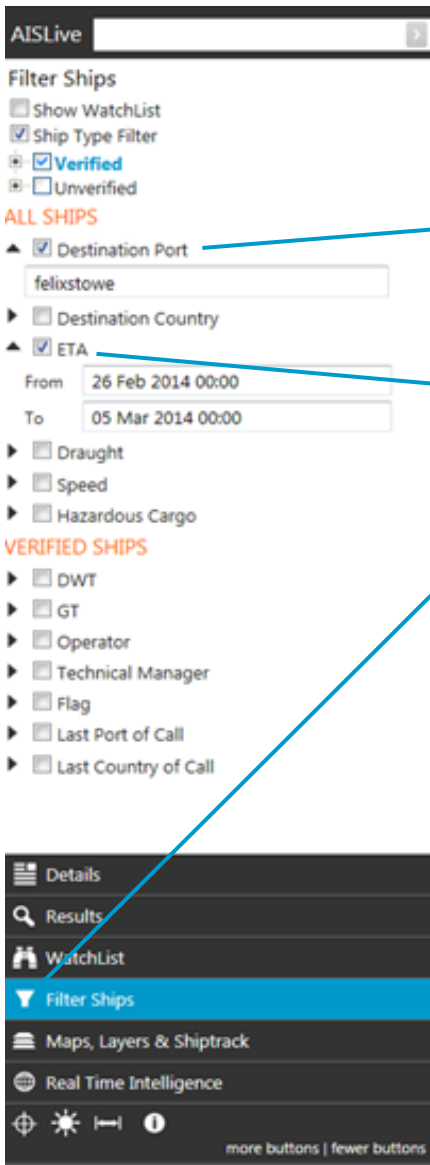 AISLive
Filter Ships
Show WatchList
Ship Type Filter
Verified
Unverified
ALL SHIPS
Destination Port
felixstowe
Destination Country
ETA
From 26 Feb 2014 00:00
To 05 Mar 2014 00:00
Draught
Speed
Hazardous Cargo
VERIFIED SHIPS
DWT
GT
Operator
Technical Manager
Flag
Last Port of Call
Last Country of Call
Details
Results
WatchList
Filter Ships
Maps, Layers & Shiptrack
Real Time Intelligence
more buttons | fewer buttons